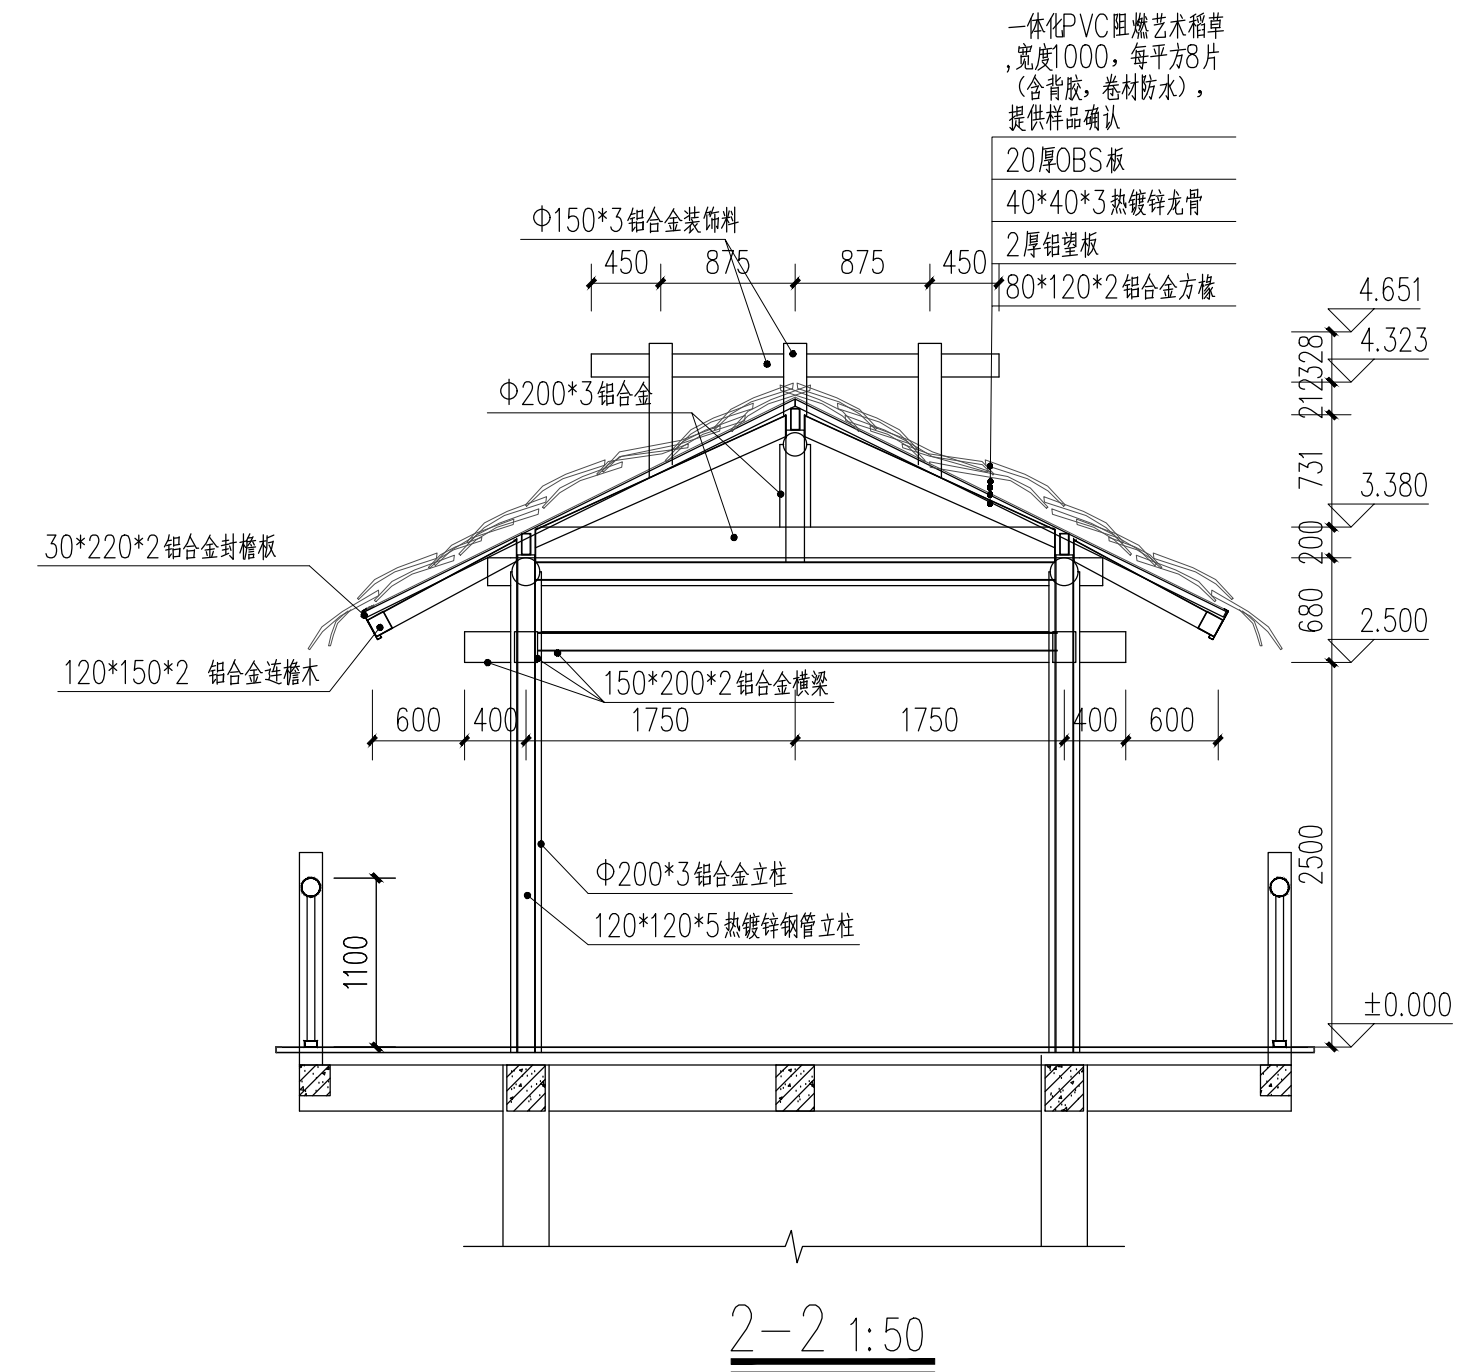 一体化PVC阻燃艺术稻草
,宽度1000，每平方8片
（含背胶，卷材防水），
提供样品确认
20厚OBS板
40*40*3热镀锌龙骨
2厚铝望板
80*120*2铝合金方椽
Φ150*3铝合金装饰料
450 875 875 450
4.651
328
4.323
212
Φ200*3铝合金
731
3.380
200
30*220*2铝合金封檐板
680
2.500
120*150*2 铝合金连檐木
150*200*2铝合金横梁
600 400 1750 1750 400 600
2500
Φ200*3铝合金立柱
120*120*5热镀锌钢管立柱
1100
±0.000
2-2 1:50